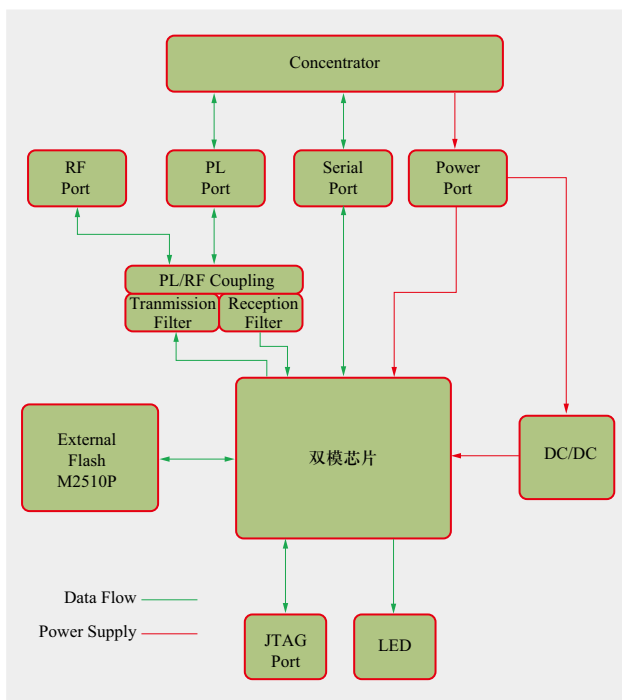 Concentrator
RF
Port
PL
Port
Serial
Port
Power
Port
PL/RF Coupling
Tranmission
Filter
Reception
Filter
External
Flash
M2510P
双模芯片
DC/DC
Data Flow
Power Supply
JTAG
Port
LED